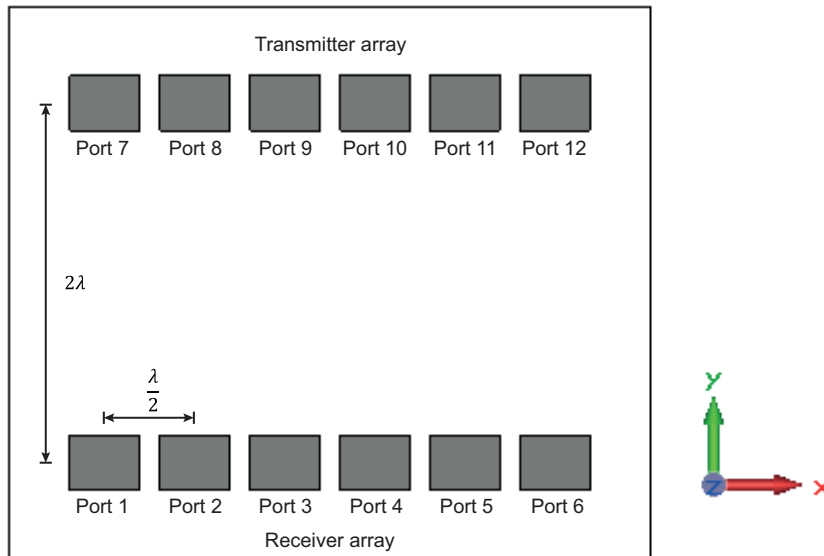 Transmitter array
Port 7 Port 8 Port 9 Port 10 Port 11 Port 12
2λ
λ
2
Port 1 Port 2 Port 3 Port 4 Port 5 Port 6
Receiver array
y
z
x